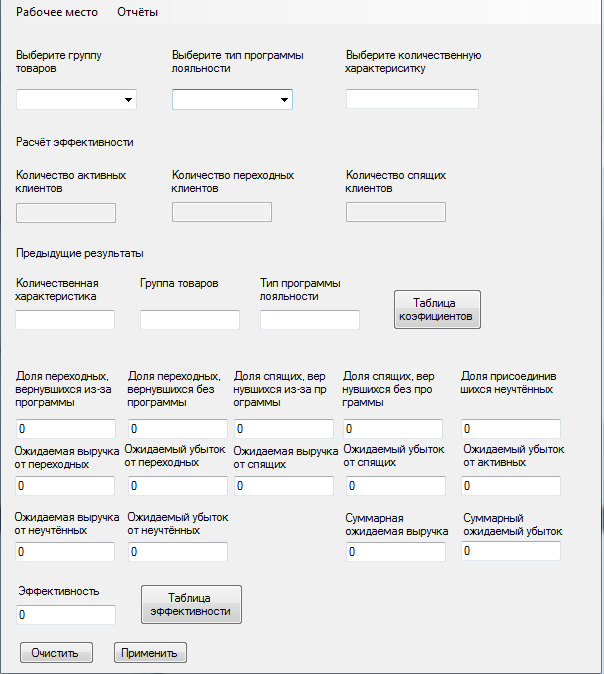 Рабочее место Отчёты
Выберите группу
товаров
Выберите тип программы
лояльности
Выберите количественную
характериситку
Расчёт эффективности
Количество активных
клиентов
Количество переходных
клиентов
Количество спящих
клиентов
Предыдущие результаты
Количественная
характеристика
Группа товаров
Тип программы
лояльности
Таблица
коэфициентов
Доля переходных,
вернувшихся из-за
программы
Доля переходных,
вернувшихся без
программы
Доля спящих, вер
нувшихся из-за пр
ограммы
Доля спящих, вер
нувшихся без про
граммы
Доля присоединив
шихся неучтённых
0 0 0 0 0
Ожидаемая выручка
от переходных
Ожидаемый убыток
от переходных
Ожидаемая выручка
от спящих
Ожидаемый убыток
от спящих
Ожидаемый убыток
от активных
0 0 0 0 0
Ожидаемая выручка
от неучтённых
Ожидаемый убыток
от неучтённых
Суммарная
ожидаемая выручка
Суммарный
ожидаемый убыток
0 0 0 0
Эффективность
0
Таблица
эффективности
Очистить Применить